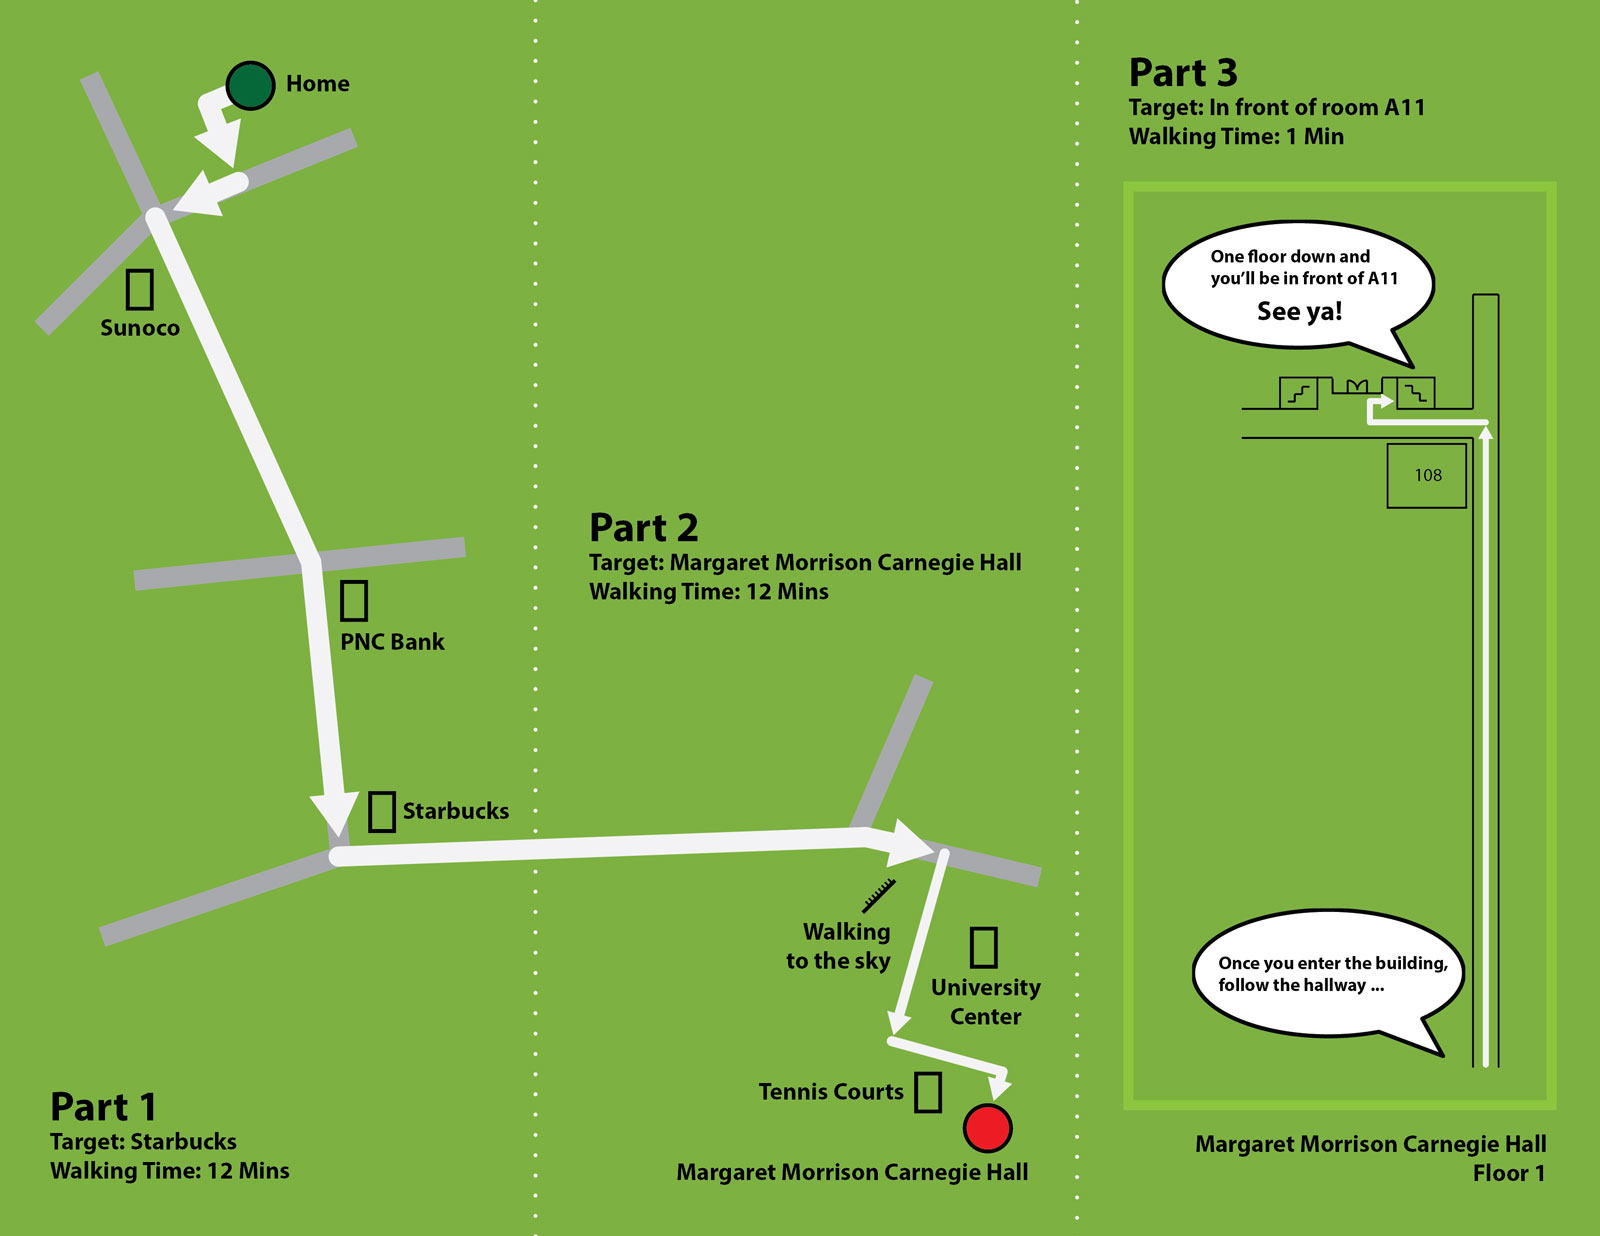 Home
Sunoco
PNC Bank
Starbucks
Part 1
Target: Starbucks
Walking Time: 12 Mins
Part 2
Target: Margaret Morrison Carnegie Hall
Walking Time: 12 Mins
Walking
to the sky
University
Center
Tennis Courts
Margaret Morrison Carnegie Hall
Part 3
Target: In front of room A11
Walking Time: 1 Min
One floor down and
you'll be in front of A11
See ya!
108
Once you enter the building,
follow the hallway ...
Margaret Morrison Carnegie Hall
Floor 1